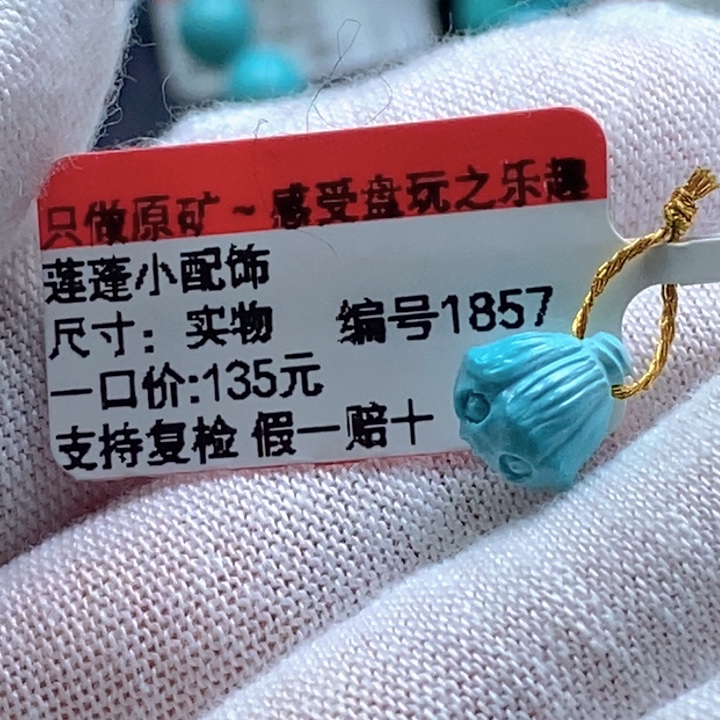 只做原矿~感受盘玩之乐趣
莲蓬小配饰
尺寸：实物 编号1857
一口价:135元
支持复检 假一赔十